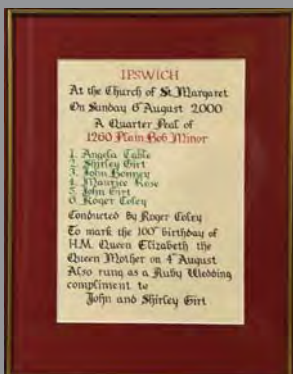 IPSWICH
At the Church of St Margaret
On Sunday 6th August 2000
A Quarter Peal of
1260 Plain Bob Minor
1. Angela Cable
2. Shirley Girt
3. John Bonney
4. Maurice Rose
5. John Girt
6. Roger Coley
Conducted by Roger Coley
To mark the 100th birthday of
H.M. Queen Elizabeth the
Queen Mother on 4th August
Also rung as a Ruby Wedding
compliment to
John and Shirley Girt